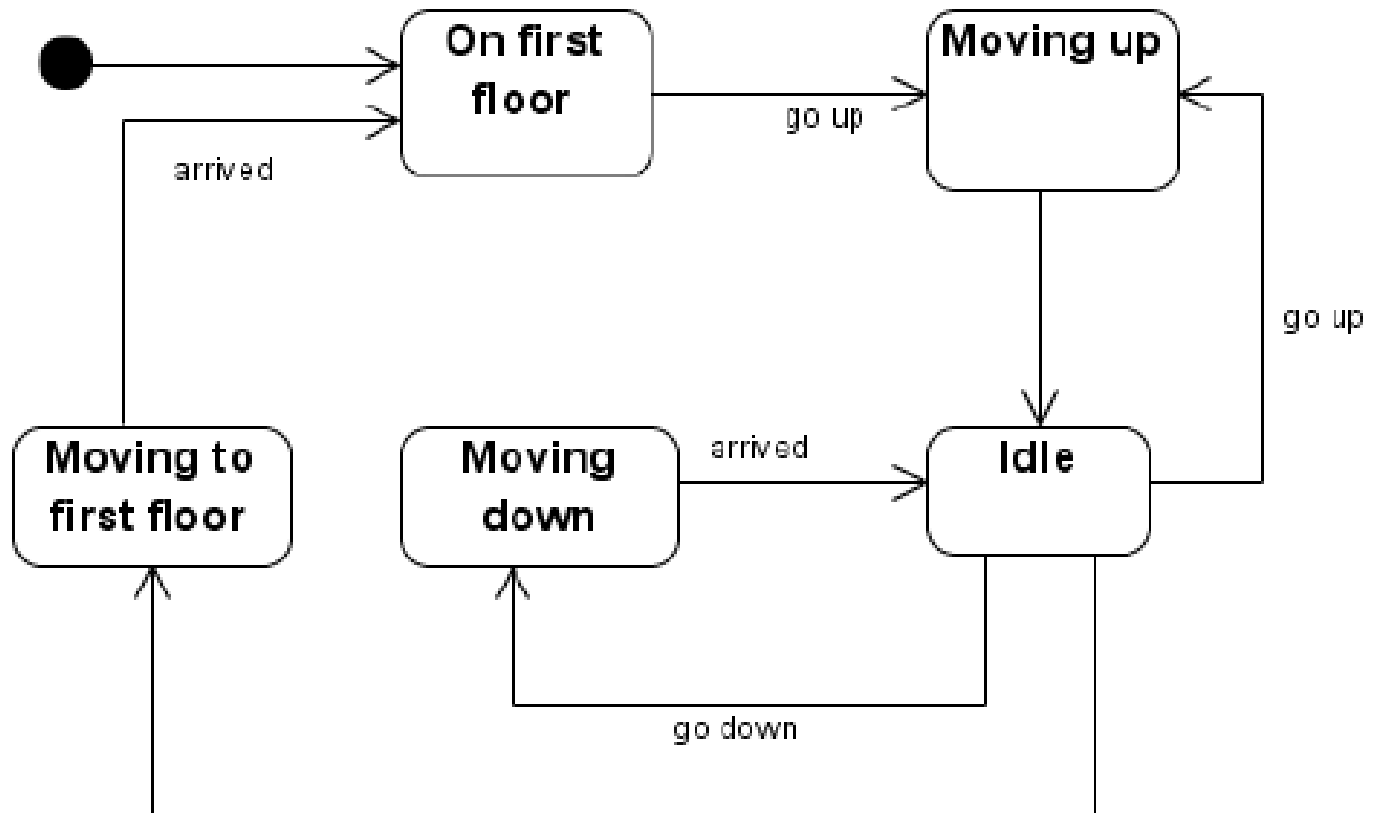 On first
floor
Moving up
go up
arrived
go up
Moving to
first floor
Moving
down
arrived
Idle
go down